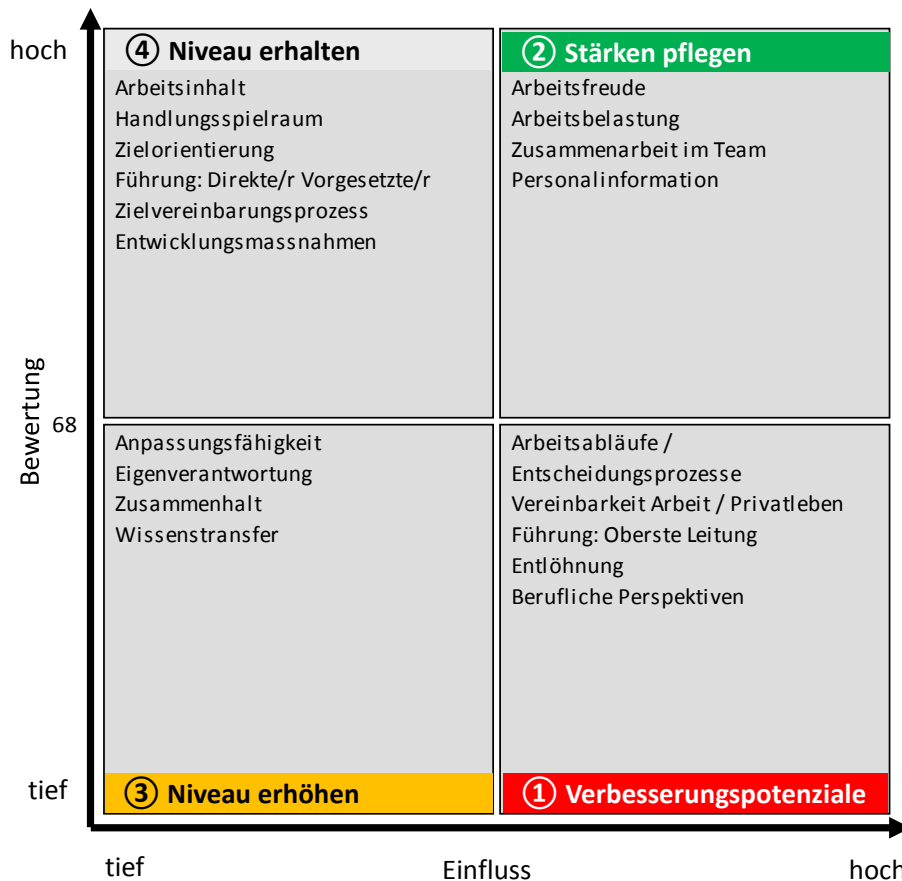 hoch
④ Niveau erhalten
Arbeitsinhalt
Handlungsspielraum
Zielorientierung
Führung: Direkte/r Vorgesetzte/r
Zielvereinbarungsprozess
Entwicklungsmassnahmen
② Stärken pflegen
Arbeitsfreude
Arbeitsbelastung
Zusammenarbeit im Team
Personalinformation
Bewertung
68
Anpassungsfähigkeit
Eigenverantwortung
Zusammenhalt
Wissenstransfer
③ Niveau erhöhen
Arbeitsabläufe /
Entscheidungsprozesse
Vereinbarkeit Arbeit / Privatleben
Führung: Oberste Leitung
Entlöhnung
Berufliche Perspektiven
① Verbesserungspotenziale
tief
tief
Einfluss
hoch